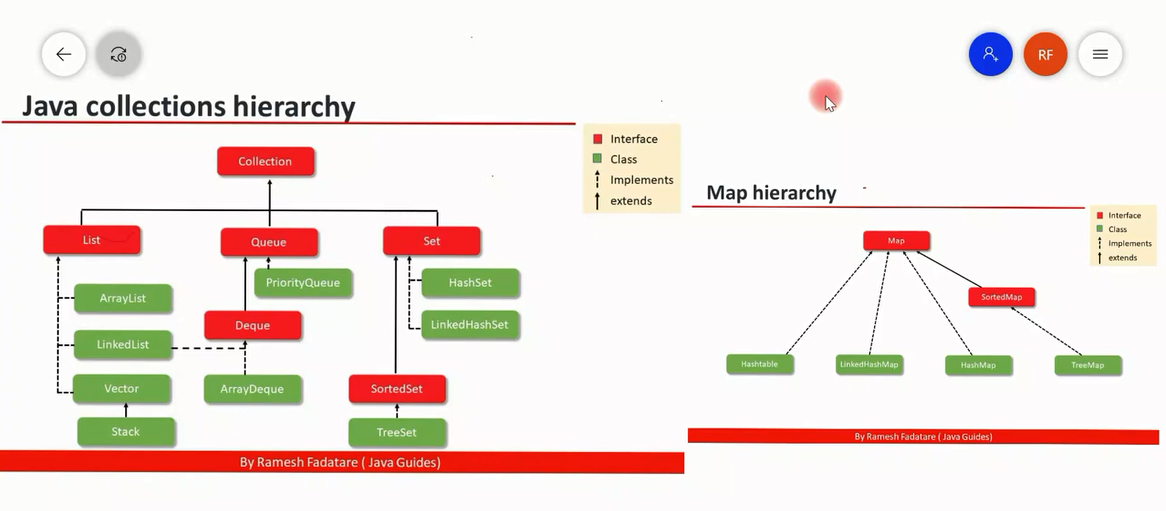 RF
Java collections hierarchy
Interface
Class
Implements
extends
Collection
List
Queue
Set
PriorityQueue
HashSet
ArrayList
LinkedHashSet
Deque
LinkedList
Vector
ArrayDeque
SortedSet
Stack
TreeSet
By Ramesh Fadatare ( Java Guides)
Map hierarchy
Interface
Class
Implements
extends
Map
SortedMap
Hashtable
LinkedHashMap
HashMap
TreeMap
By Ramesh Fadatare ( Java Guides)